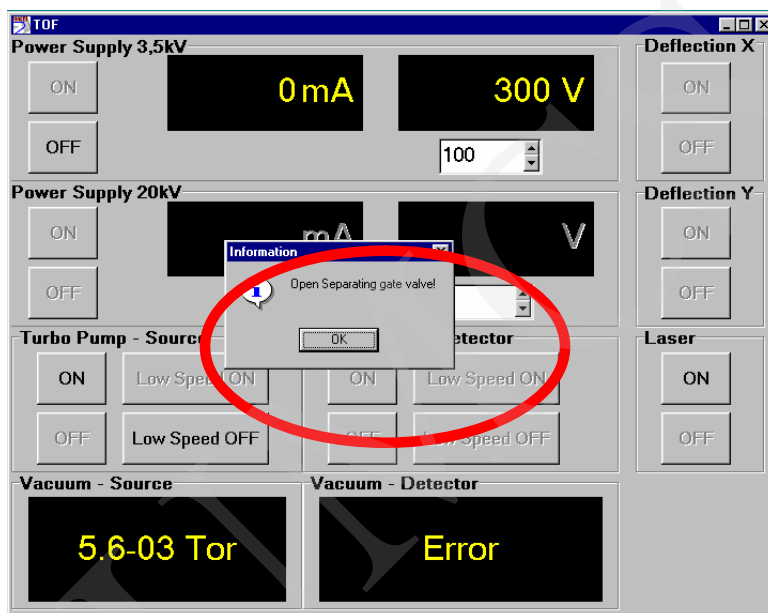 TOF
Power Supply 3,5kV
Deflection X
ON
0 mA
300 V
ON
OFF
100
OFF
Power Supply 20kV
Deflection Y
ON
mA
V
ON
Information
Open Separating gate valve!
OFF
OFF
OK
Turbo Pump - Source
etector
Laser
ON
Low Speed ON
ON
Low Speed ON
ON
OFF
Low Speed OFF
OFF
Low Speed OFF
OFF
Vacuum - Source
Vacuum - Detector
5.6-03 Tor
Error